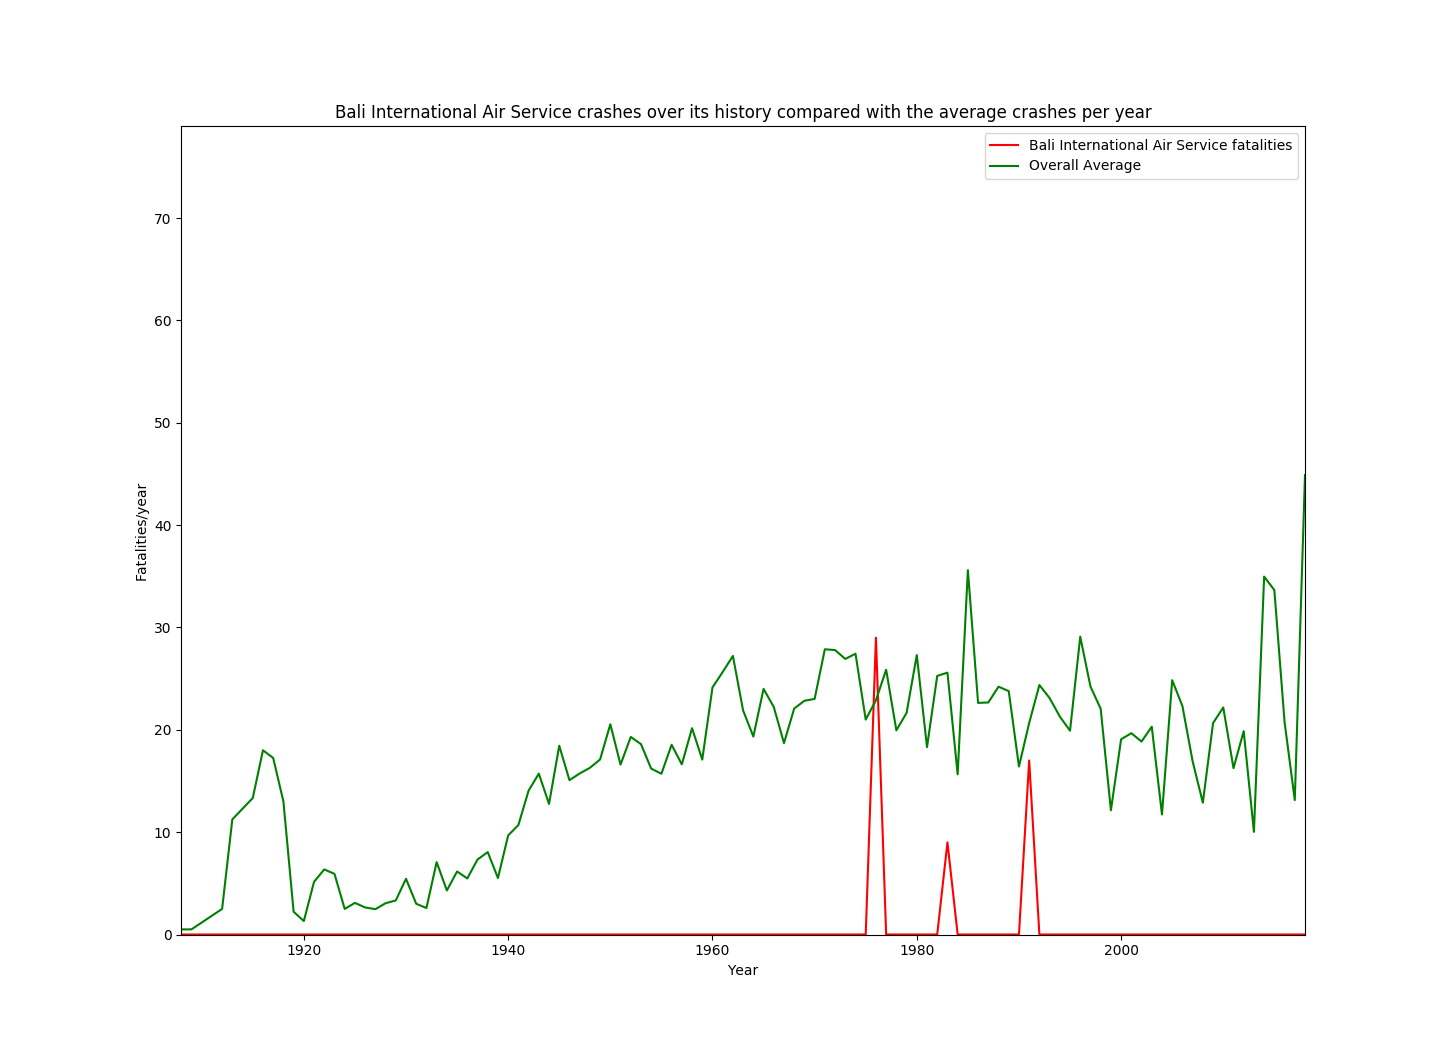 Bali International Air Service crashes over its history compared with the average crashes per year
Bali International Air Service fatalities
Overall Average
70
60
50
40
30
20
10
0
Fatalities/year
1920 1940 1960 1980 2000
Year